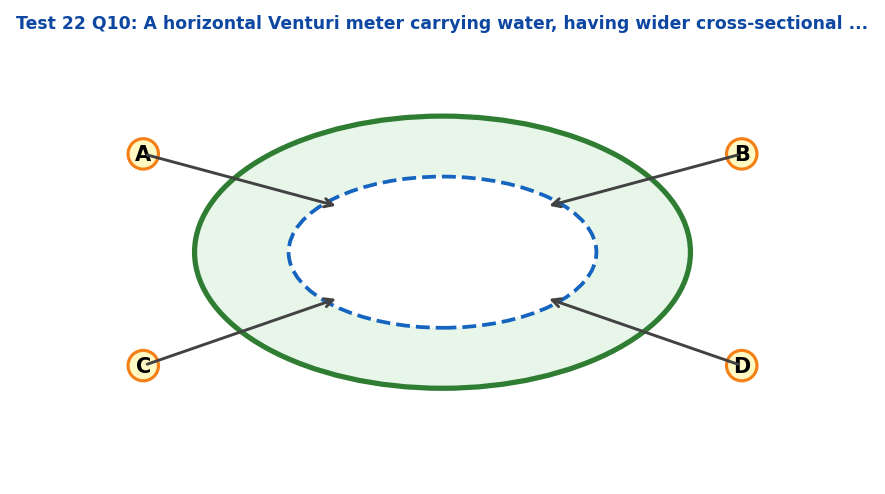 Test 22 Q10: A horizontal Venturi meter carrying water, having wider cross-sectional ...
A
B
C
D